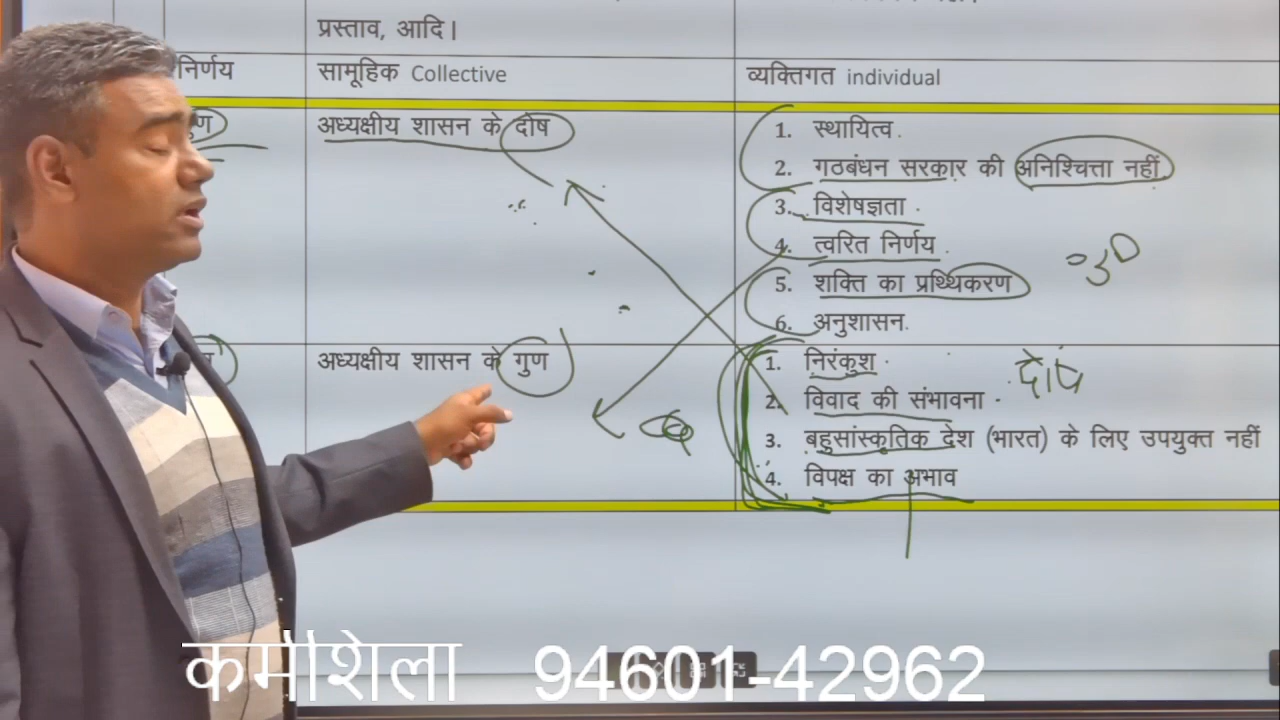 प्रस्ताव, आदि।
निर्णय
सामूहिक Collective
व्यक्तिगत individual
अध्यक्षीय शासन के दोष
1. स्थायित्व.
2. गठबंधन सरकार की अनिश्चित्ता नहीं.
3. विशेषज्ञता .
4. त्वरित निर्णय .
5. शक्ति का प्रथ्थिकरण
6. अनुशासन.
अध्यक्षीय शासन के गुण
1. निरंकुश .
दोष
2. विवाद की संभावना .
3. बहुसांस्कृतिक देश (भारत) के लिए उपयुक्त नहीं
4. विपक्ष का अभाव
कर्मशिला 94601-42962